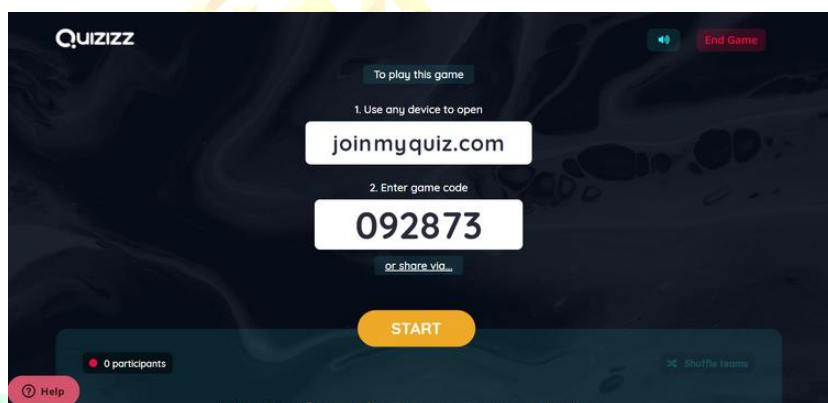 Quizizz
End Game
To play this game
1. Use any device to open
joinmyquiz.com
2. Enter game code
092873
or share via...
START
0 participants
Shuffle teams
? Help